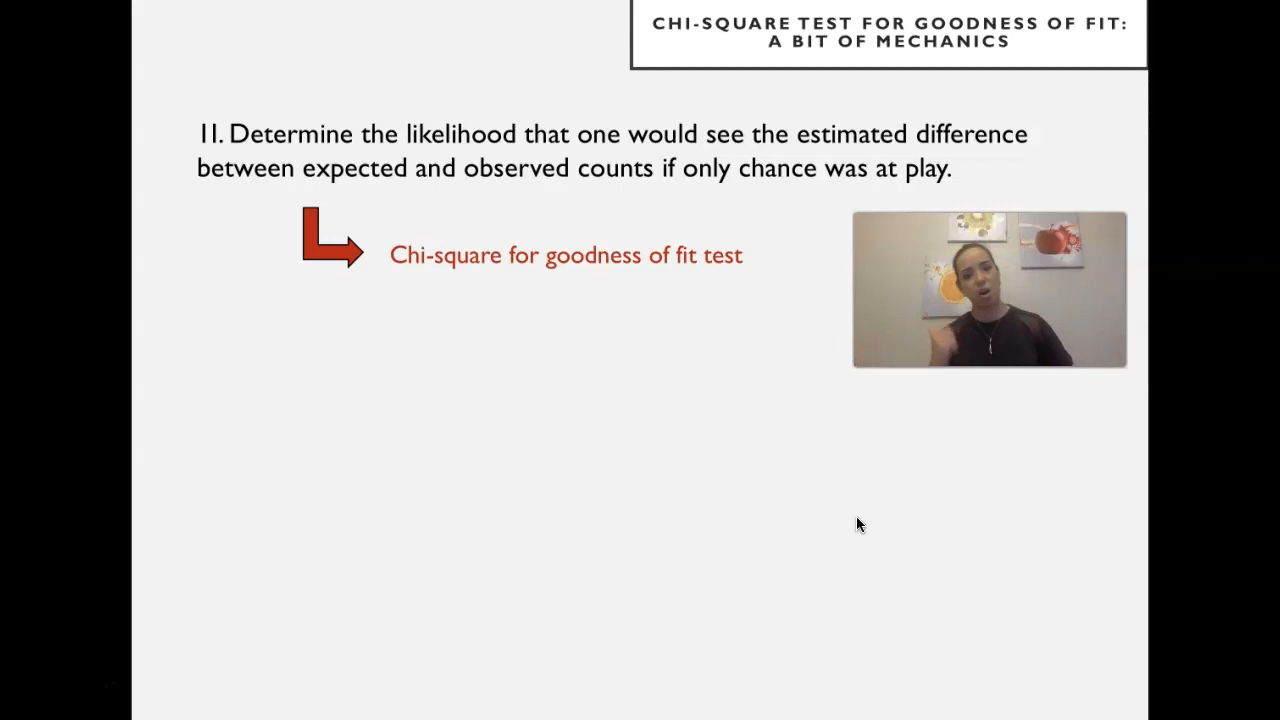 CHI-SQUARE TEST FOR GOODNESS OF FIT:
A BIT OF MECHANICS
11. Determine the likelihood that one would see the estimated difference
between expected and observed counts if only chance was at play.
Chi-square for goodness of fit test